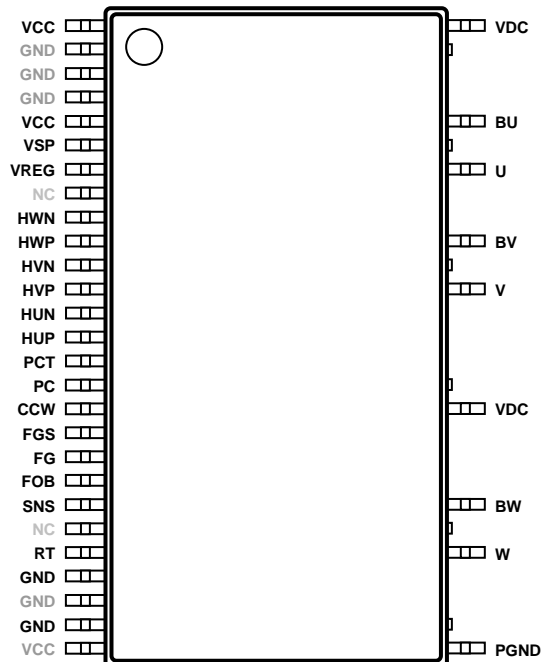 VCC
GND
GND
GND
VCC
VSP
VREG
NC
HWN
HWP
HVN
HVP
HUN
HUP
PCT
PC
CCW
FGS
FG
FOB
SNS
NC
RT
GND
GND
GND
VCC
VDC
BU
U
BV
V
VDC
BW
W
PGND